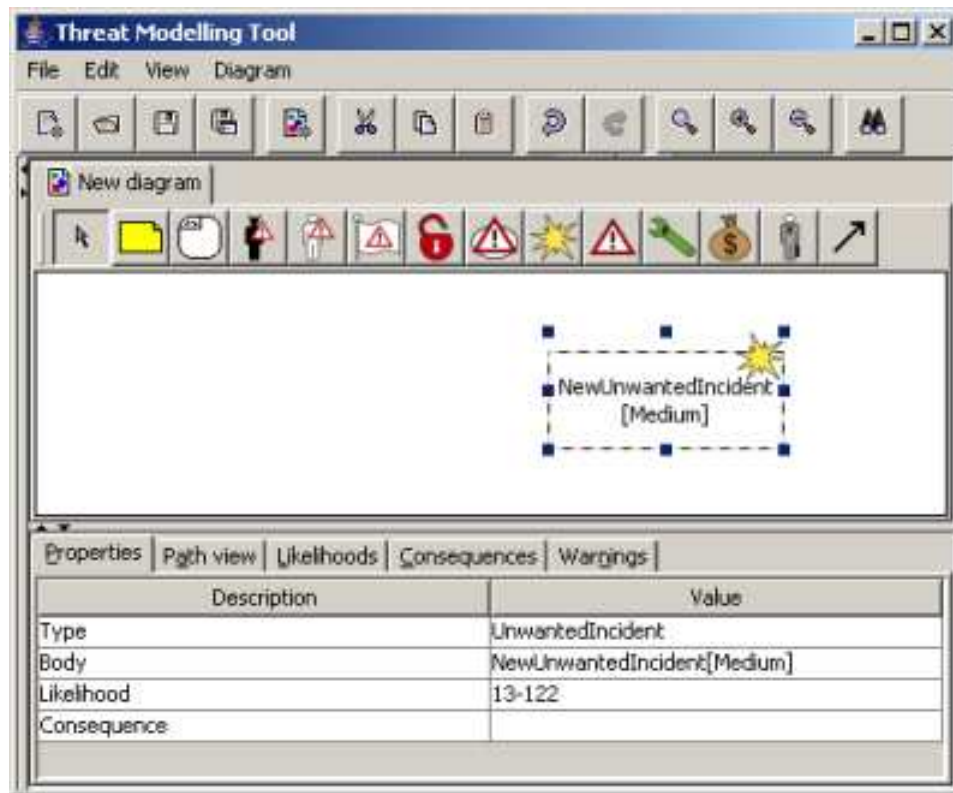 Threat Modelling Tool
File Edit View Diagram
New diagram
NewUnwantedIncident
[Medium]
Properties Path view Likelihoods Consequences Warnings
Description Value
Type UnwantedIncident
Body NewUnwantedIncident[Medium]
Likelihood 13-122
Consequence